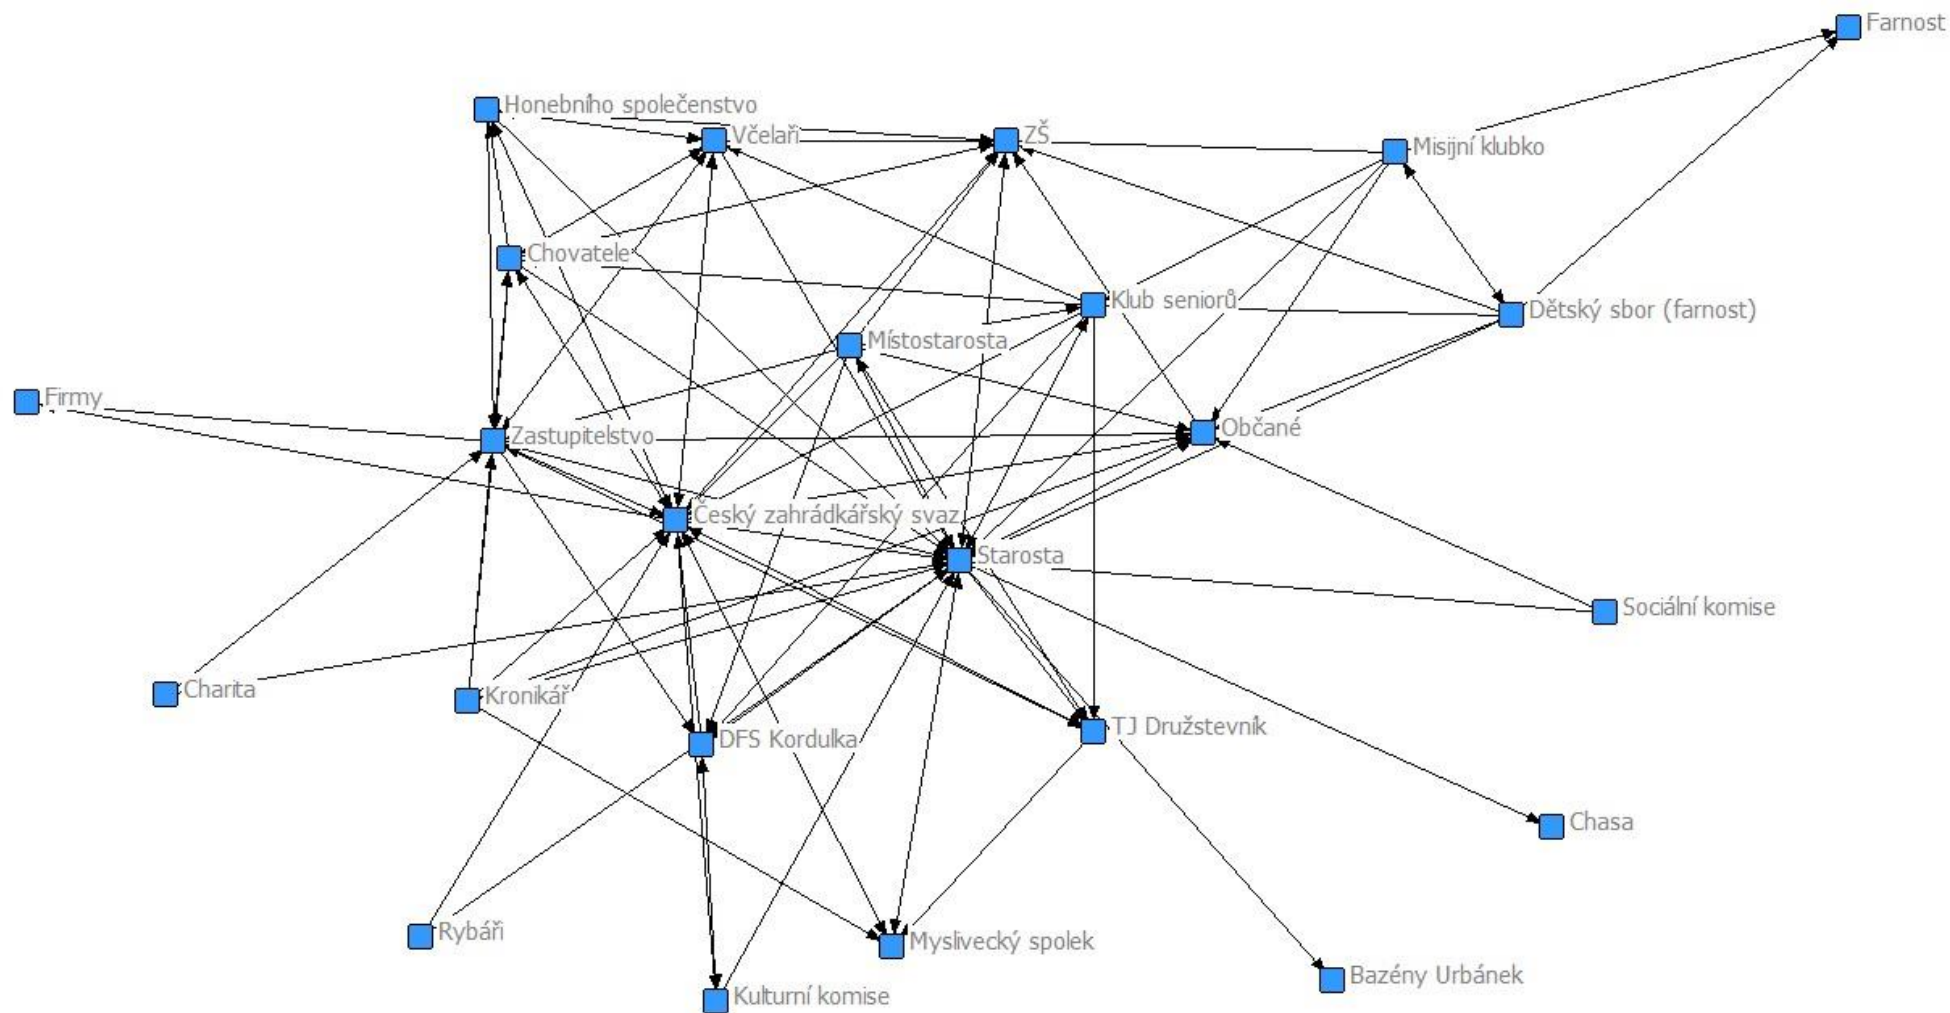 Farnost
Honebního společenstvo
Včelaři
ZŠ
Misijní klubko
Chovatele
Klub seniorů
Dětský sbor (farnost)
Místostarosta
Firmy
Zastupitelstvo
Občané
Český zahrádkářský svaz
Starosta
Sociální komise
Charita
Kronikář
DFS Kordulka
TJ Družstevník
Chasa
Rybáři
Myslivecký spolek
Bazény Urbánek
Kulturní komise